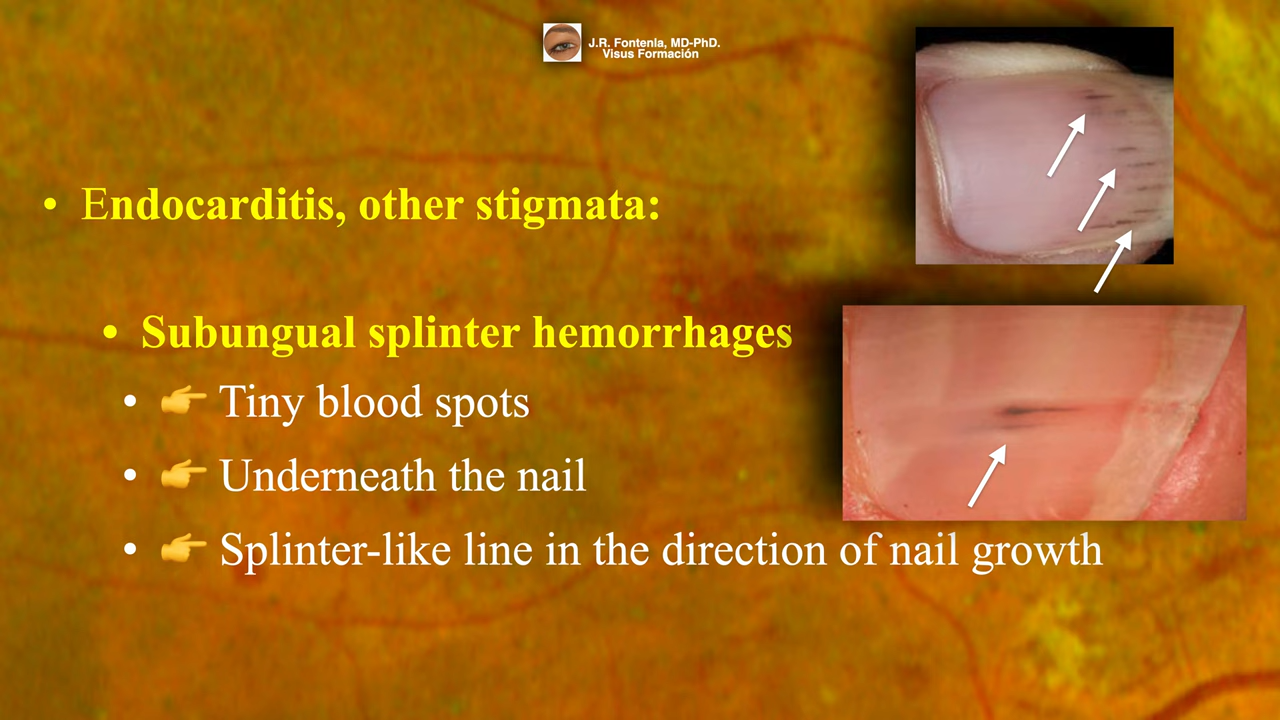 J.R. Fontenla, MD-PhD.
Visus Formación
• Endocarditis, other stigmata:
• Subungual splinter hemorrhages
• 👉 Tiny blood spots
• 👉 Underneath the nail
• 👉 Splinter-like line in the direction of nail growth